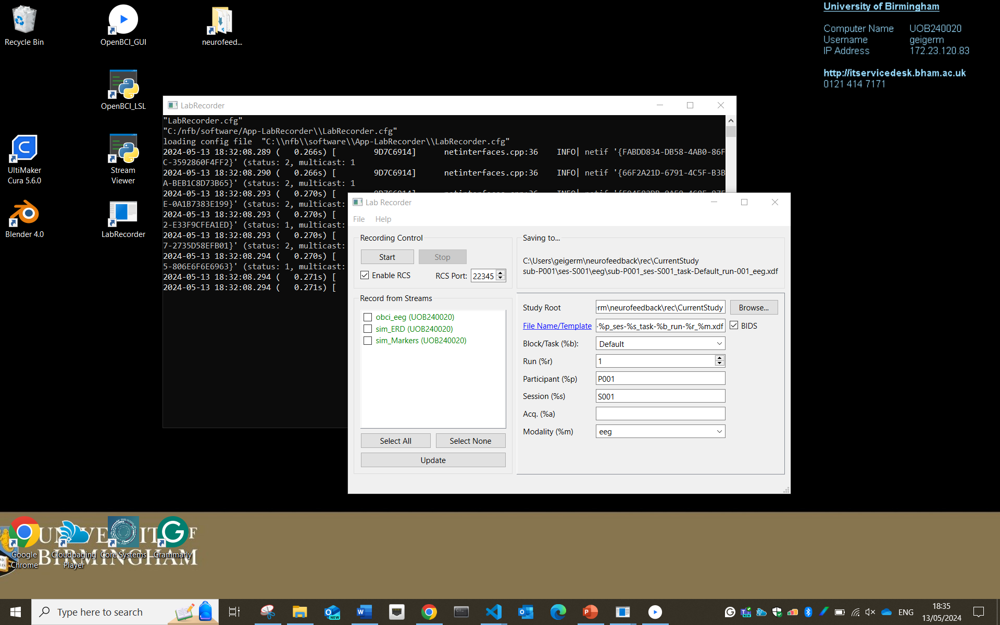 Recycle Bin
OpenBCI_GUI
neurofeed...
OpenBCI_LSL
UltiMaker
Cura 5.6.0
Stream
Viewer
Blender 4.0
LabRecorder
University of Birmingham
Computer Name UOB240020
Username geigerm
IP Address 172.23.120.83
http://itservicedesk.bham.ac.uk
0121 414 7171
LabRecorder
"LabRecorder.cfg"
"C:/nfb/software/App-LabRecorder\\LabRecorder.cfg"
loading config file "C:\\nfb\\software\\App-LabRecorder\\LabRecorder.cfg"
2024-05-13 18:32:08.289 ( 0.266s) [ 9D7C6914] netinterfaces.cpp:36 INFO| netif '{FABDD834-DB58-4AB0-86F
C-3592860F4FF2}' (status: 2, multicast: 1
2024-05-13 18:32:08.290 ( 0.266s) [ 9D7C6914] netinterfaces.cpp:36 INFO| netif '{66F2A21D-6791-4C5F-B3B
A-BEB1C8D73B65}' (status: 2, multicast: 1
2024-05-13 18:32:08.293 ( 0.270s) [
E-0A1B7383E199}' (status: 2, multicast:
2024-05-13 18:32:08.293 ( 0.270s) [
2-E33F9CFEA1ED}' (status: 1, multicast:
2024-05-13 18:32:08.293 ( 0.270s) [
7-2735D58EFB01}' (status: 2, multicast:
2024-05-13 18:32:08.294 ( 0.270s) [
5-806E6F6E6963}' (status: 1, multicast:
2024-05-13 18:32:08.294 ( 0.271s) [
2024-05-13 18:32:08.294 ( 0.271s) [
Lab Recorder
File Help
Recording Control
Start Stop
Enable RCS RCS Port: 22345
Saving to...
C:\Users\geigerm\neurofeedback\rec\CurrentStudy
sub-P001\ses-S001\eeg\sub-P001_ses-S001_task-Default_run-001_eeg.xdf
Record from Streams
obci_eeg (UOB240020)
sim_ERD (UOB240020)
sim_Markers (UOB240020)
Select All Select None
Update
Study Root rm\neurofeedback\rec\CurrentStudy Browse...
File Name/Template -%p_ses-%s_task-%b_run-%r_%m.xdf BIDS
Block/Task (%b): Default
Run (%r) 1
Participant (%p) P001
Session (%s) S001
Acq. (%a)
Modality (%m) eeg
Google
Chrome
Cloudpaging
Player
Core Systems
Grammarly
BIRMINGHAM
Type here to search
ENG
18:35
13/05/2024